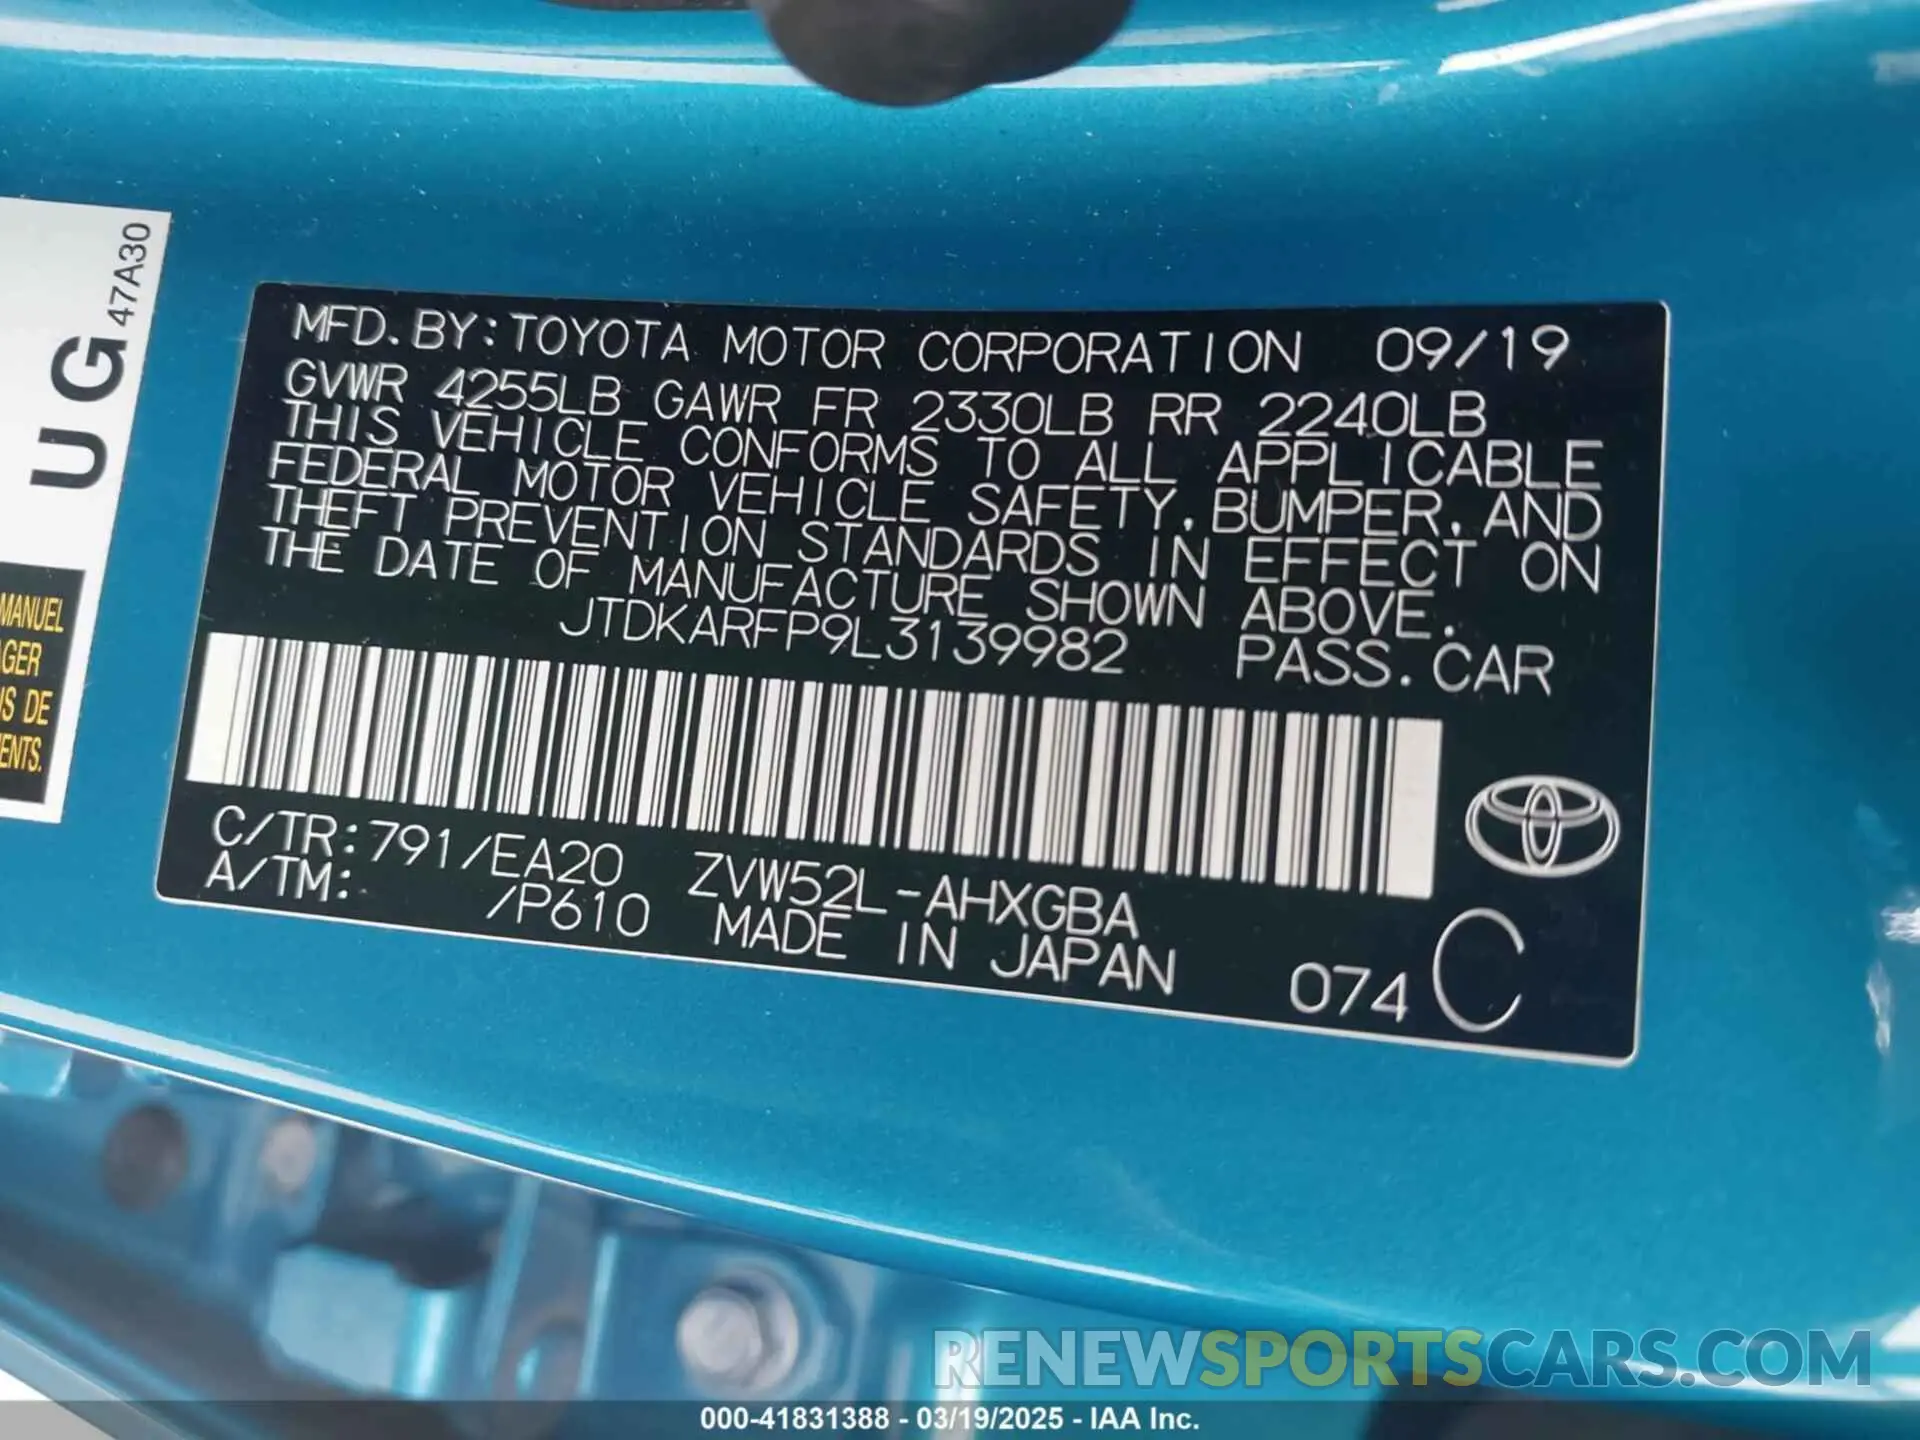 47A30
UG
MANUEL
AGER
NS DE
MENTS.
MFD. BY: TOYOTA MOTOR CORPORATION 09/19
GVWR 4255LB GAWR FR 2330LB RR 2240LB
THIS VEHICLE CONFORMS TO ALL APPLICABLE
FEDERAL MOTOR VEHICLE SAFETY, BUMPER, AND
THEFT PREVENTION STANDARDS IN EFFECT ON
THE DATE OF MANUFACTURE SHOWN ABOVE.
JTDKARFP9L3139982 PASS. CAR
C/TR: 791/EA20 ZVW52L-AHXGBA
A/TM: /P610 MADE IN JAPAN 074 C
RENEWSPORTSCARS.COM
000-41831388 - 03/19/2025 - IAA Inc.